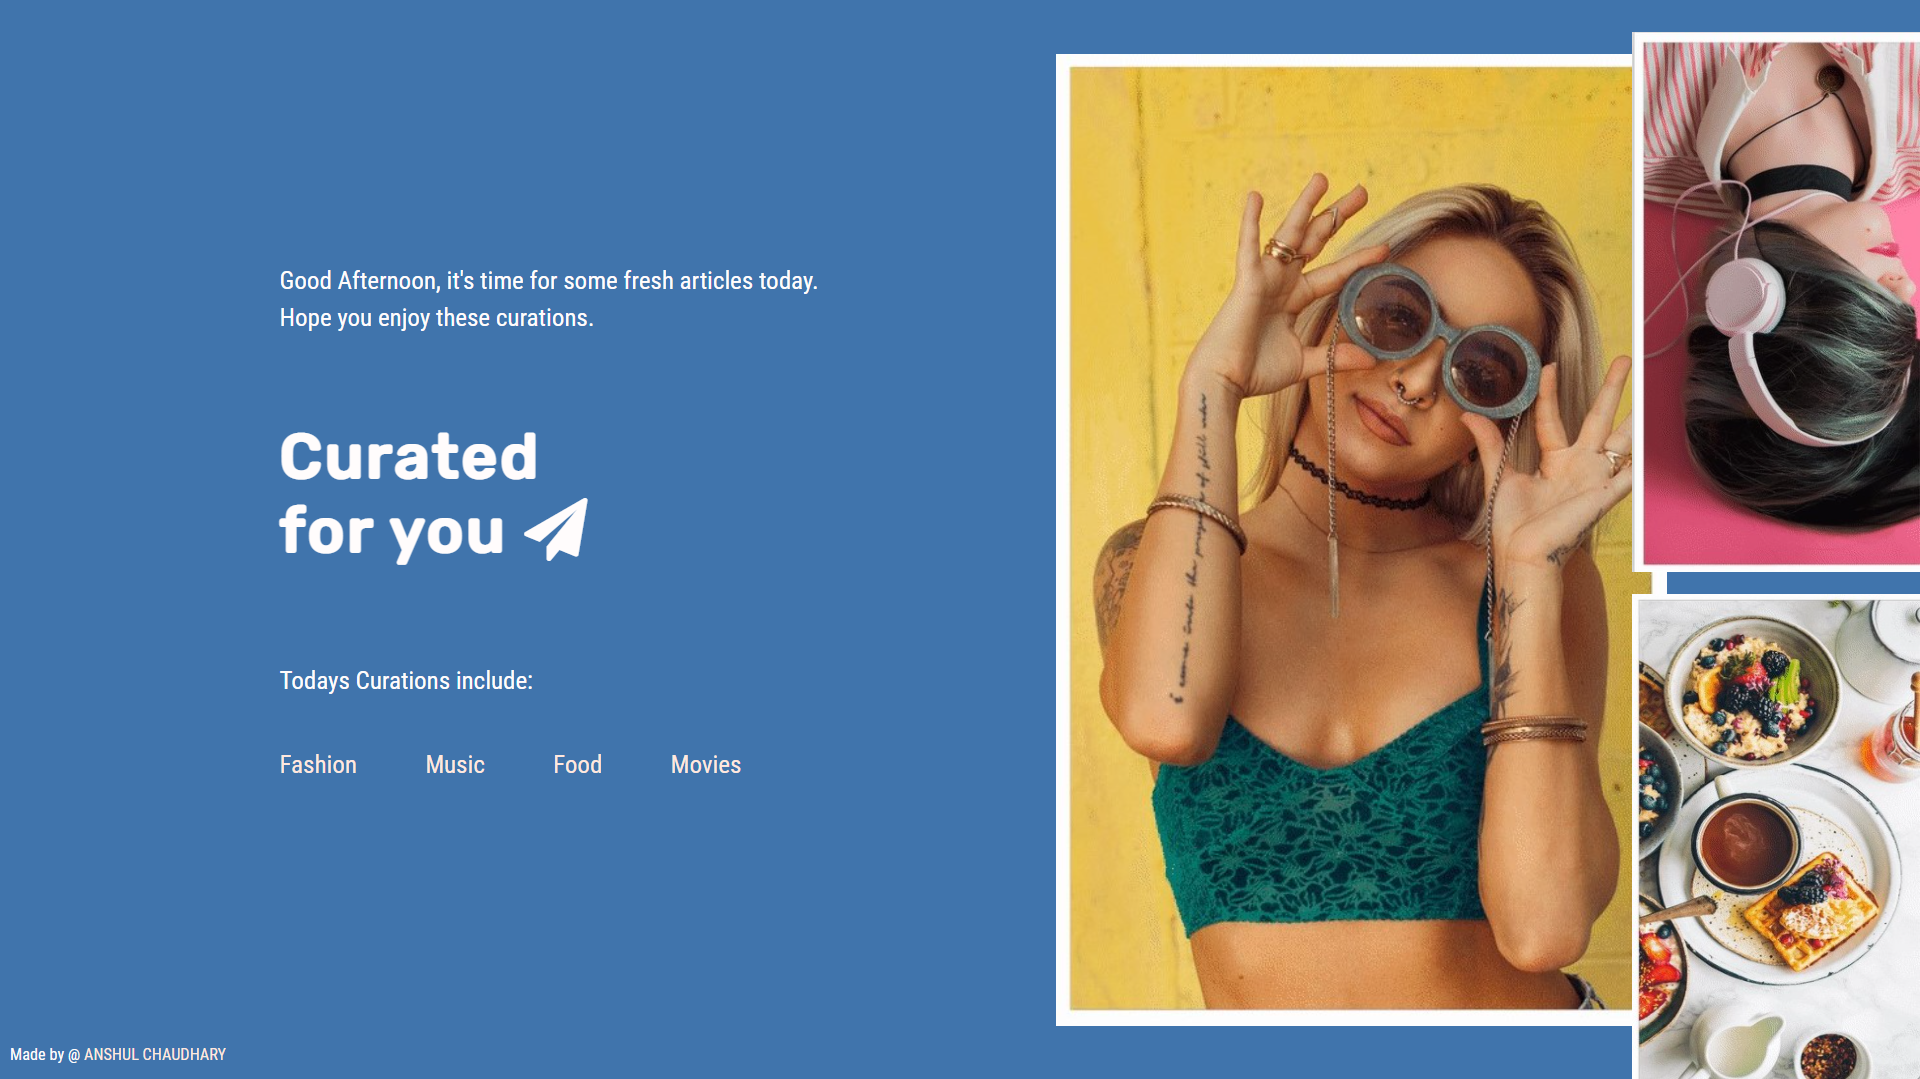 Good Afternoon, it's time for some fresh articles today.
Hope you enjoy these curations.
Curated
for you
Todays Curations include:
Fashion Music Food Movies
Made by @ ANSHUL CHAUDHARY